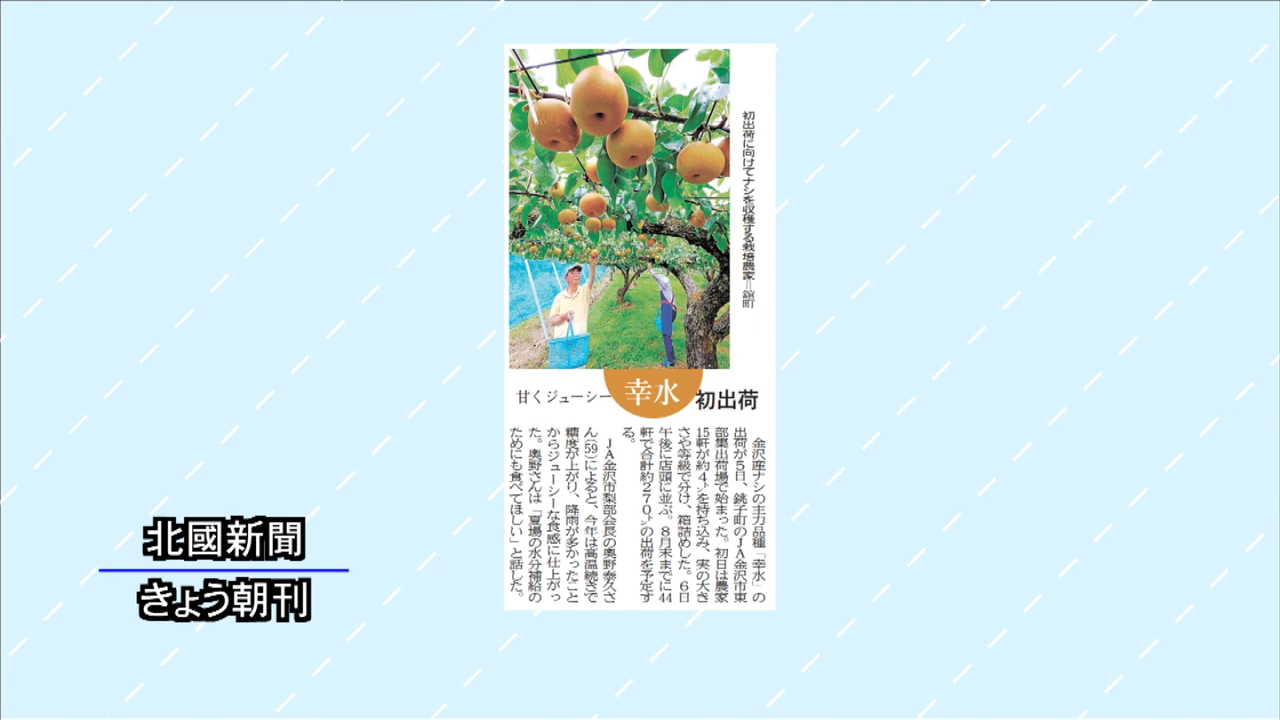 初出荷に向けてナシを収穫する栽培農家＝舘町
甘くジューシー 幸水 初出荷
金沢産ナシの主力品種「幸水」の
出荷が５日、銚子町のＪＡ金沢市東
部集出荷場で始まった。初日は農家
15軒が約４㌧を持ち込み、実の大き
さや等級で分け、箱詰めした。６日
午後に店頭に並ぶ。８月末までに44
軒で合計約２７０㌧の出荷を予定す
る。
ＪＡ金沢市梨部会長の奥野泰久さ
ん(59)によると、今年は高温続きで
糖度が上がり、降雨が多かったこと
からジューシーな食感に仕上がっ
た。奥野さんは「夏場の水分補給の
ためにも食べてほしい」と話した。
北國新聞
きょう朝刊